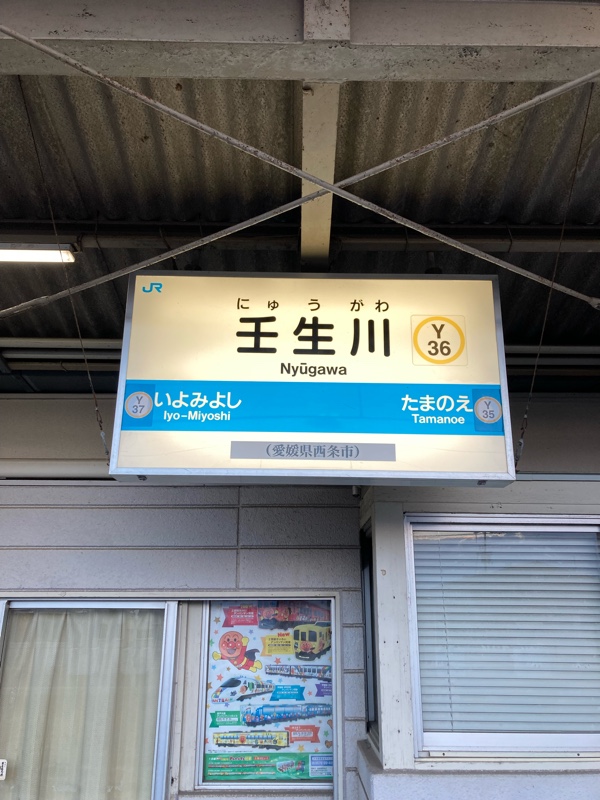 JR
にゅうがわ
壬生川
Nyūgawa
Y
36
Y
37
いよみよし
Iyo-Miyoshi
たまのえ
Tamanoe
Y
35
(愛媛県西条市)
New